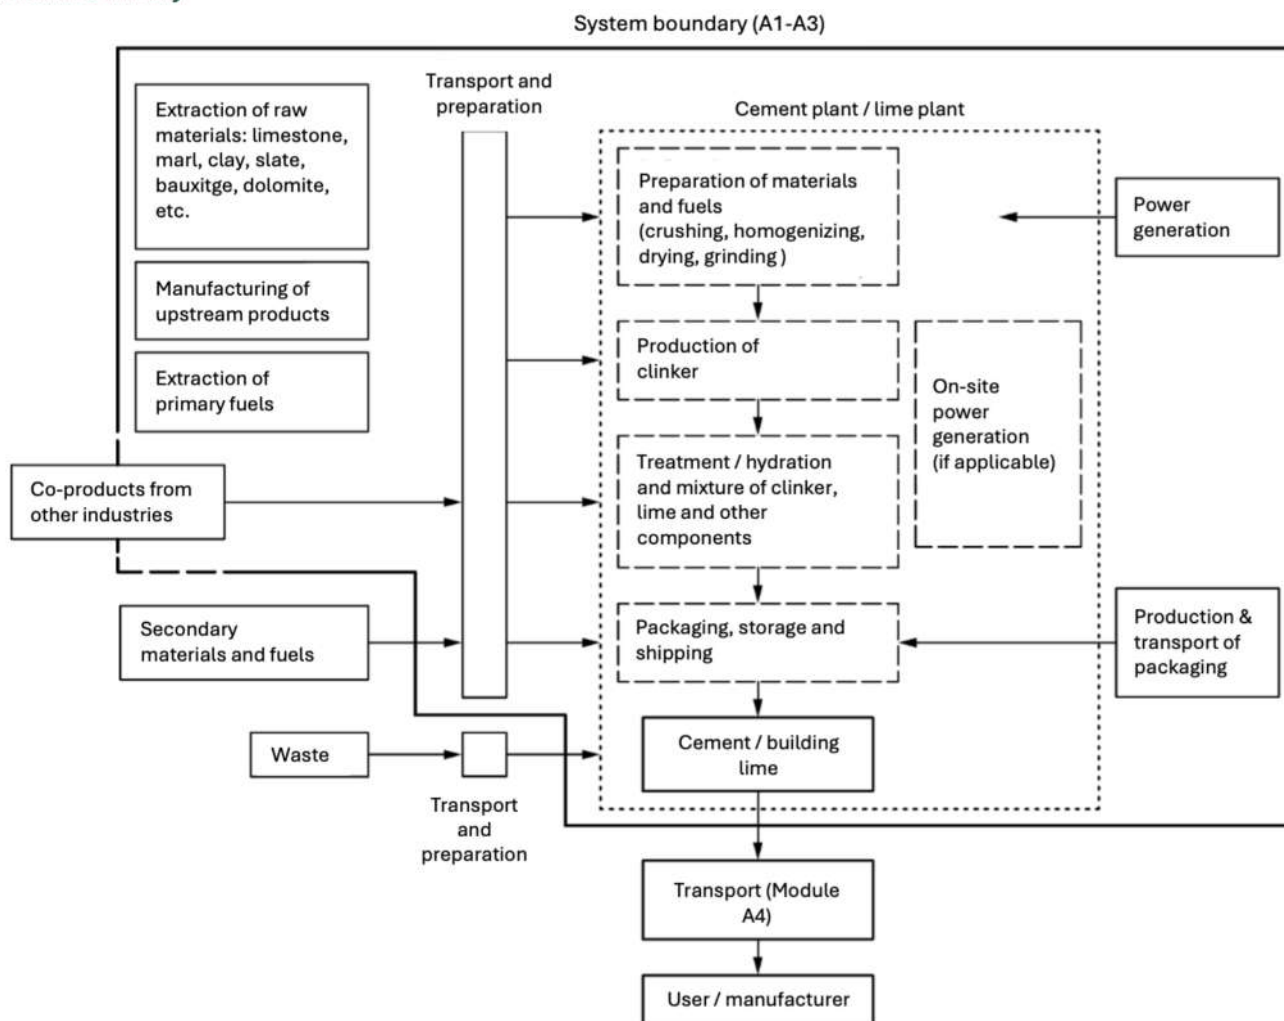 System boundary (A1-A3)
Transport and
preparation
Extraction of raw
materials: limestone,
marl, clay, slate,
bauxitge, dolomite,
etc.
Cement plant / lime plant
Preparation of materials
and fuels
(crushing, homogenizing,
drying, grinding )
Power
generation
Manufacturing of
upstream products
Production of
clinker
Extraction of
primary fuels
On-site
power
generation
(if applicable)
Treatment / hydration
and mixture of clinker,
lime and other
components
Co-products from
other industries
Secondary
materials and fuels
Packaging, storage and
shipping
Production &
transport of
packaging
Waste
Cement / building
lime
Transport
and
preparation
Transport (Module
A4)
User / manufacturer